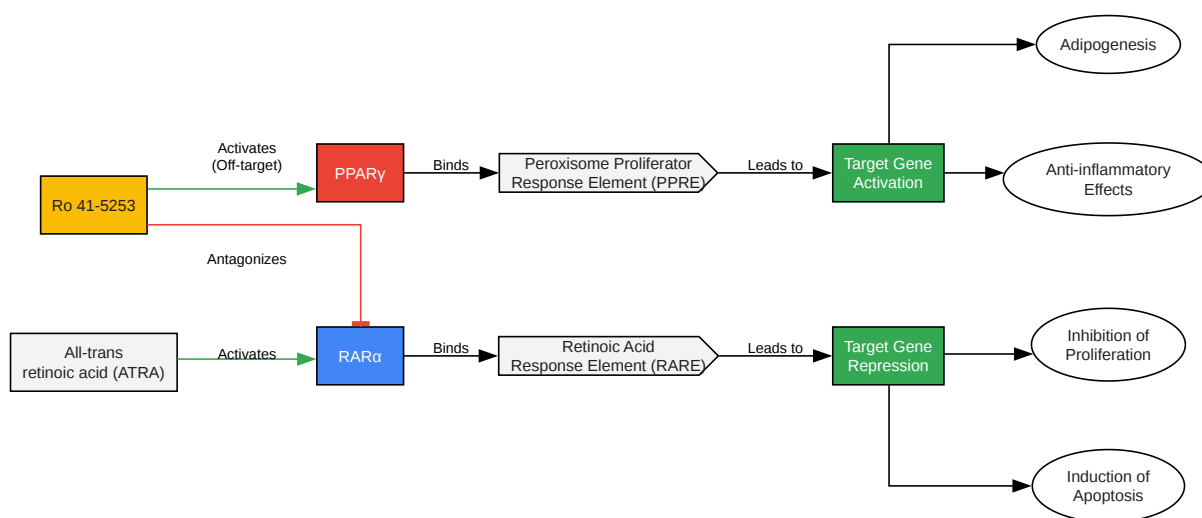 Adipogenesis
Activates
(Off-target)
PPARγ
Binds
Peroxisome Proliferator
Response Element (PPRE)
Leads to
Target Gene
Activation
Anti-inflammatory
Effects
Ro 41-5253
Antagonizes
All-trans
retinoic acid (ATRA)
Activates
RARα
Binds
Retinoic Acid
Response Element (RARE)
Leads to
Target Gene
Repression
Inhibition of
Proliferation
Induction of
Apoptosis